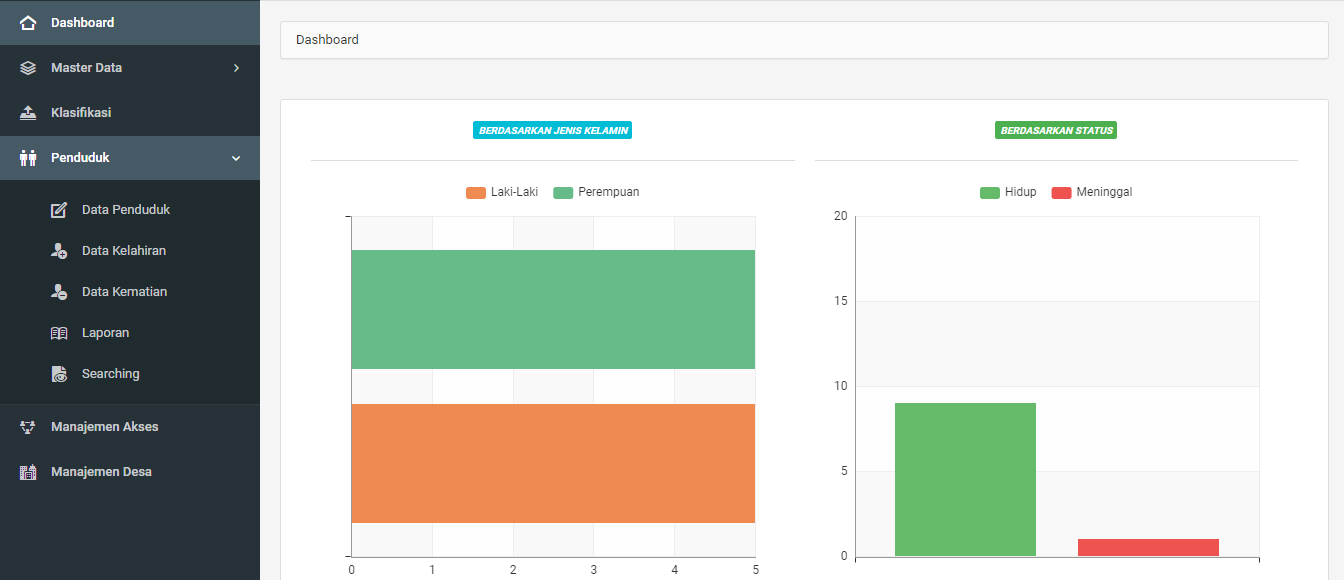 Dashboard
Master Data
Klasifikasi
Penduduk
Data Penduduk
Data Kelahiran
Data Kematian
Laporan
Searching
Manajemen Akses
Manajemen Desa
Dashboard
BERDASARKAN JENIS KELAMIN
Laki-Laki Perempuan
0 1 2 3 4 5
BERDASARKAN STATUS
Hidup Meninggal
20
15
10
5
0